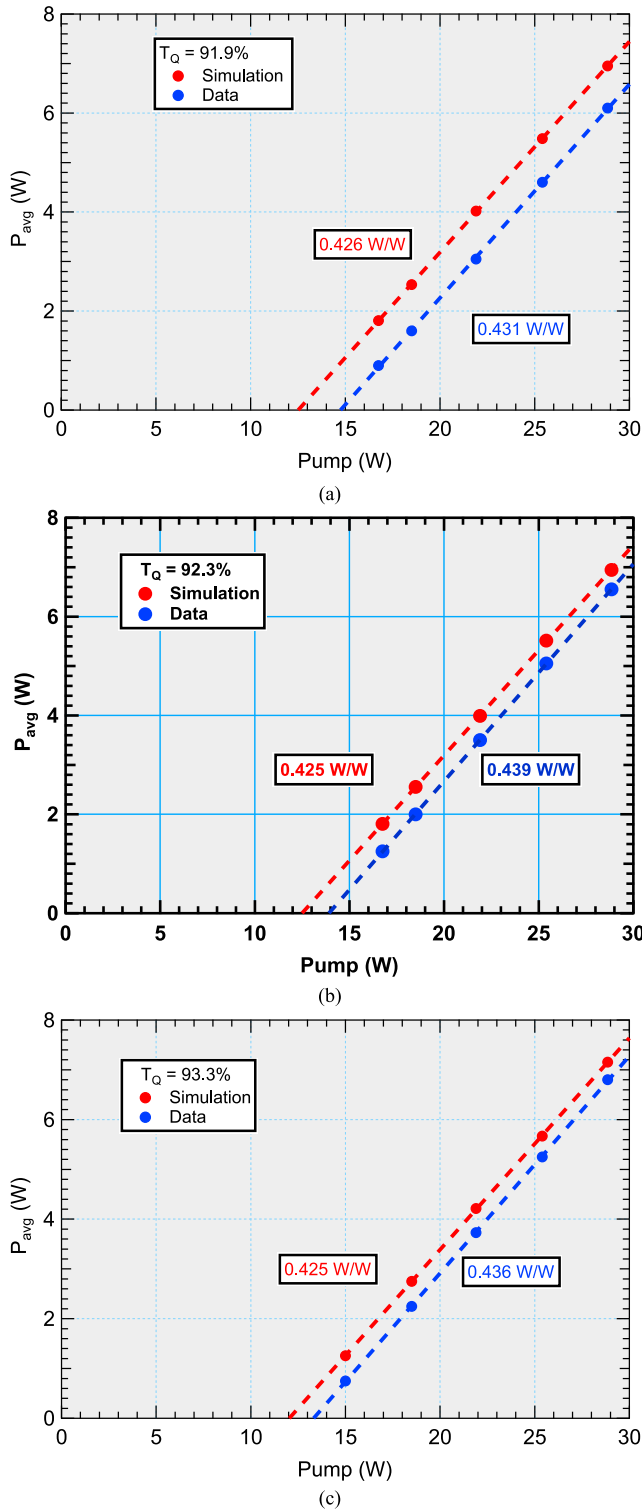 8
T_Q = 91.9%
Simulation
Data
6
P_avg (W)
4
0.426 W/W
2
0.431 W/W
0
0 5 10 15 20 25 30
Pump (W)
(a)
8
T_Q = 92.3%
Simulation
Data
6
P_avg (W)
4
0.425 W/W 0.439 W/W
2
0
0 5 10 15 20 25 30
Pump (W)
(b)
8
T_Q = 93.3%
Simulation
Data
6
P_avg (W)
4
0.425 W/W 0.436 W/W
2
0
0 5 10 15 20 25 30
Pump (W)
(c)